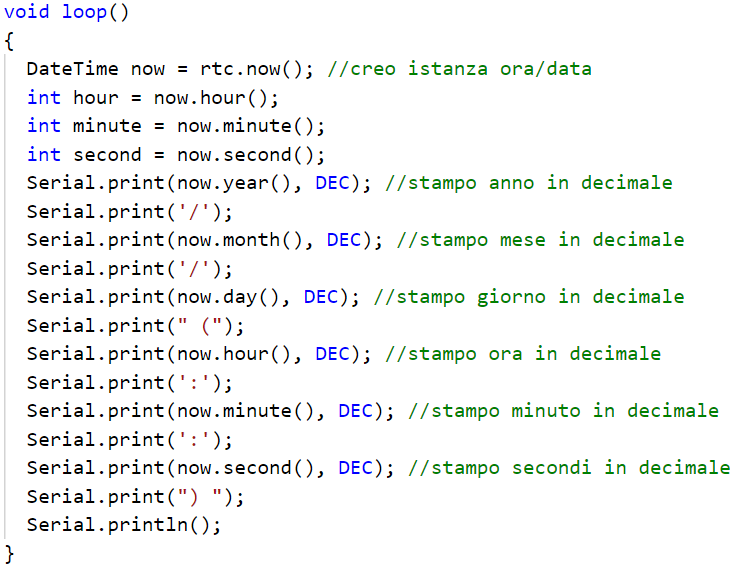 void loop()
{
  DateTime now = rtc.now(); //creo istanza ora/data
  int hour = now.hour();
  int minute = now.minute();
  int second = now.second();
  Serial.print(now.year(), DEC); //stampo anno in decimale
  Serial.print('/');
  Serial.print(now.month(), DEC); //stampo mese in decimale
  Serial.print('/');
  Serial.print(now.day(), DEC); //stampo giorno in decimale
  Serial.print(" (");
  Serial.print(now.hour(), DEC); //stampo ora in decimale
  Serial.print(':');
  Serial.print(now.minute(), DEC); //stampo minuto in decimale
  Serial.print(':');
  Serial.print(now.second(), DEC); //stampo secondi in decimale
  Serial.print(") ");
  Serial.println();
}